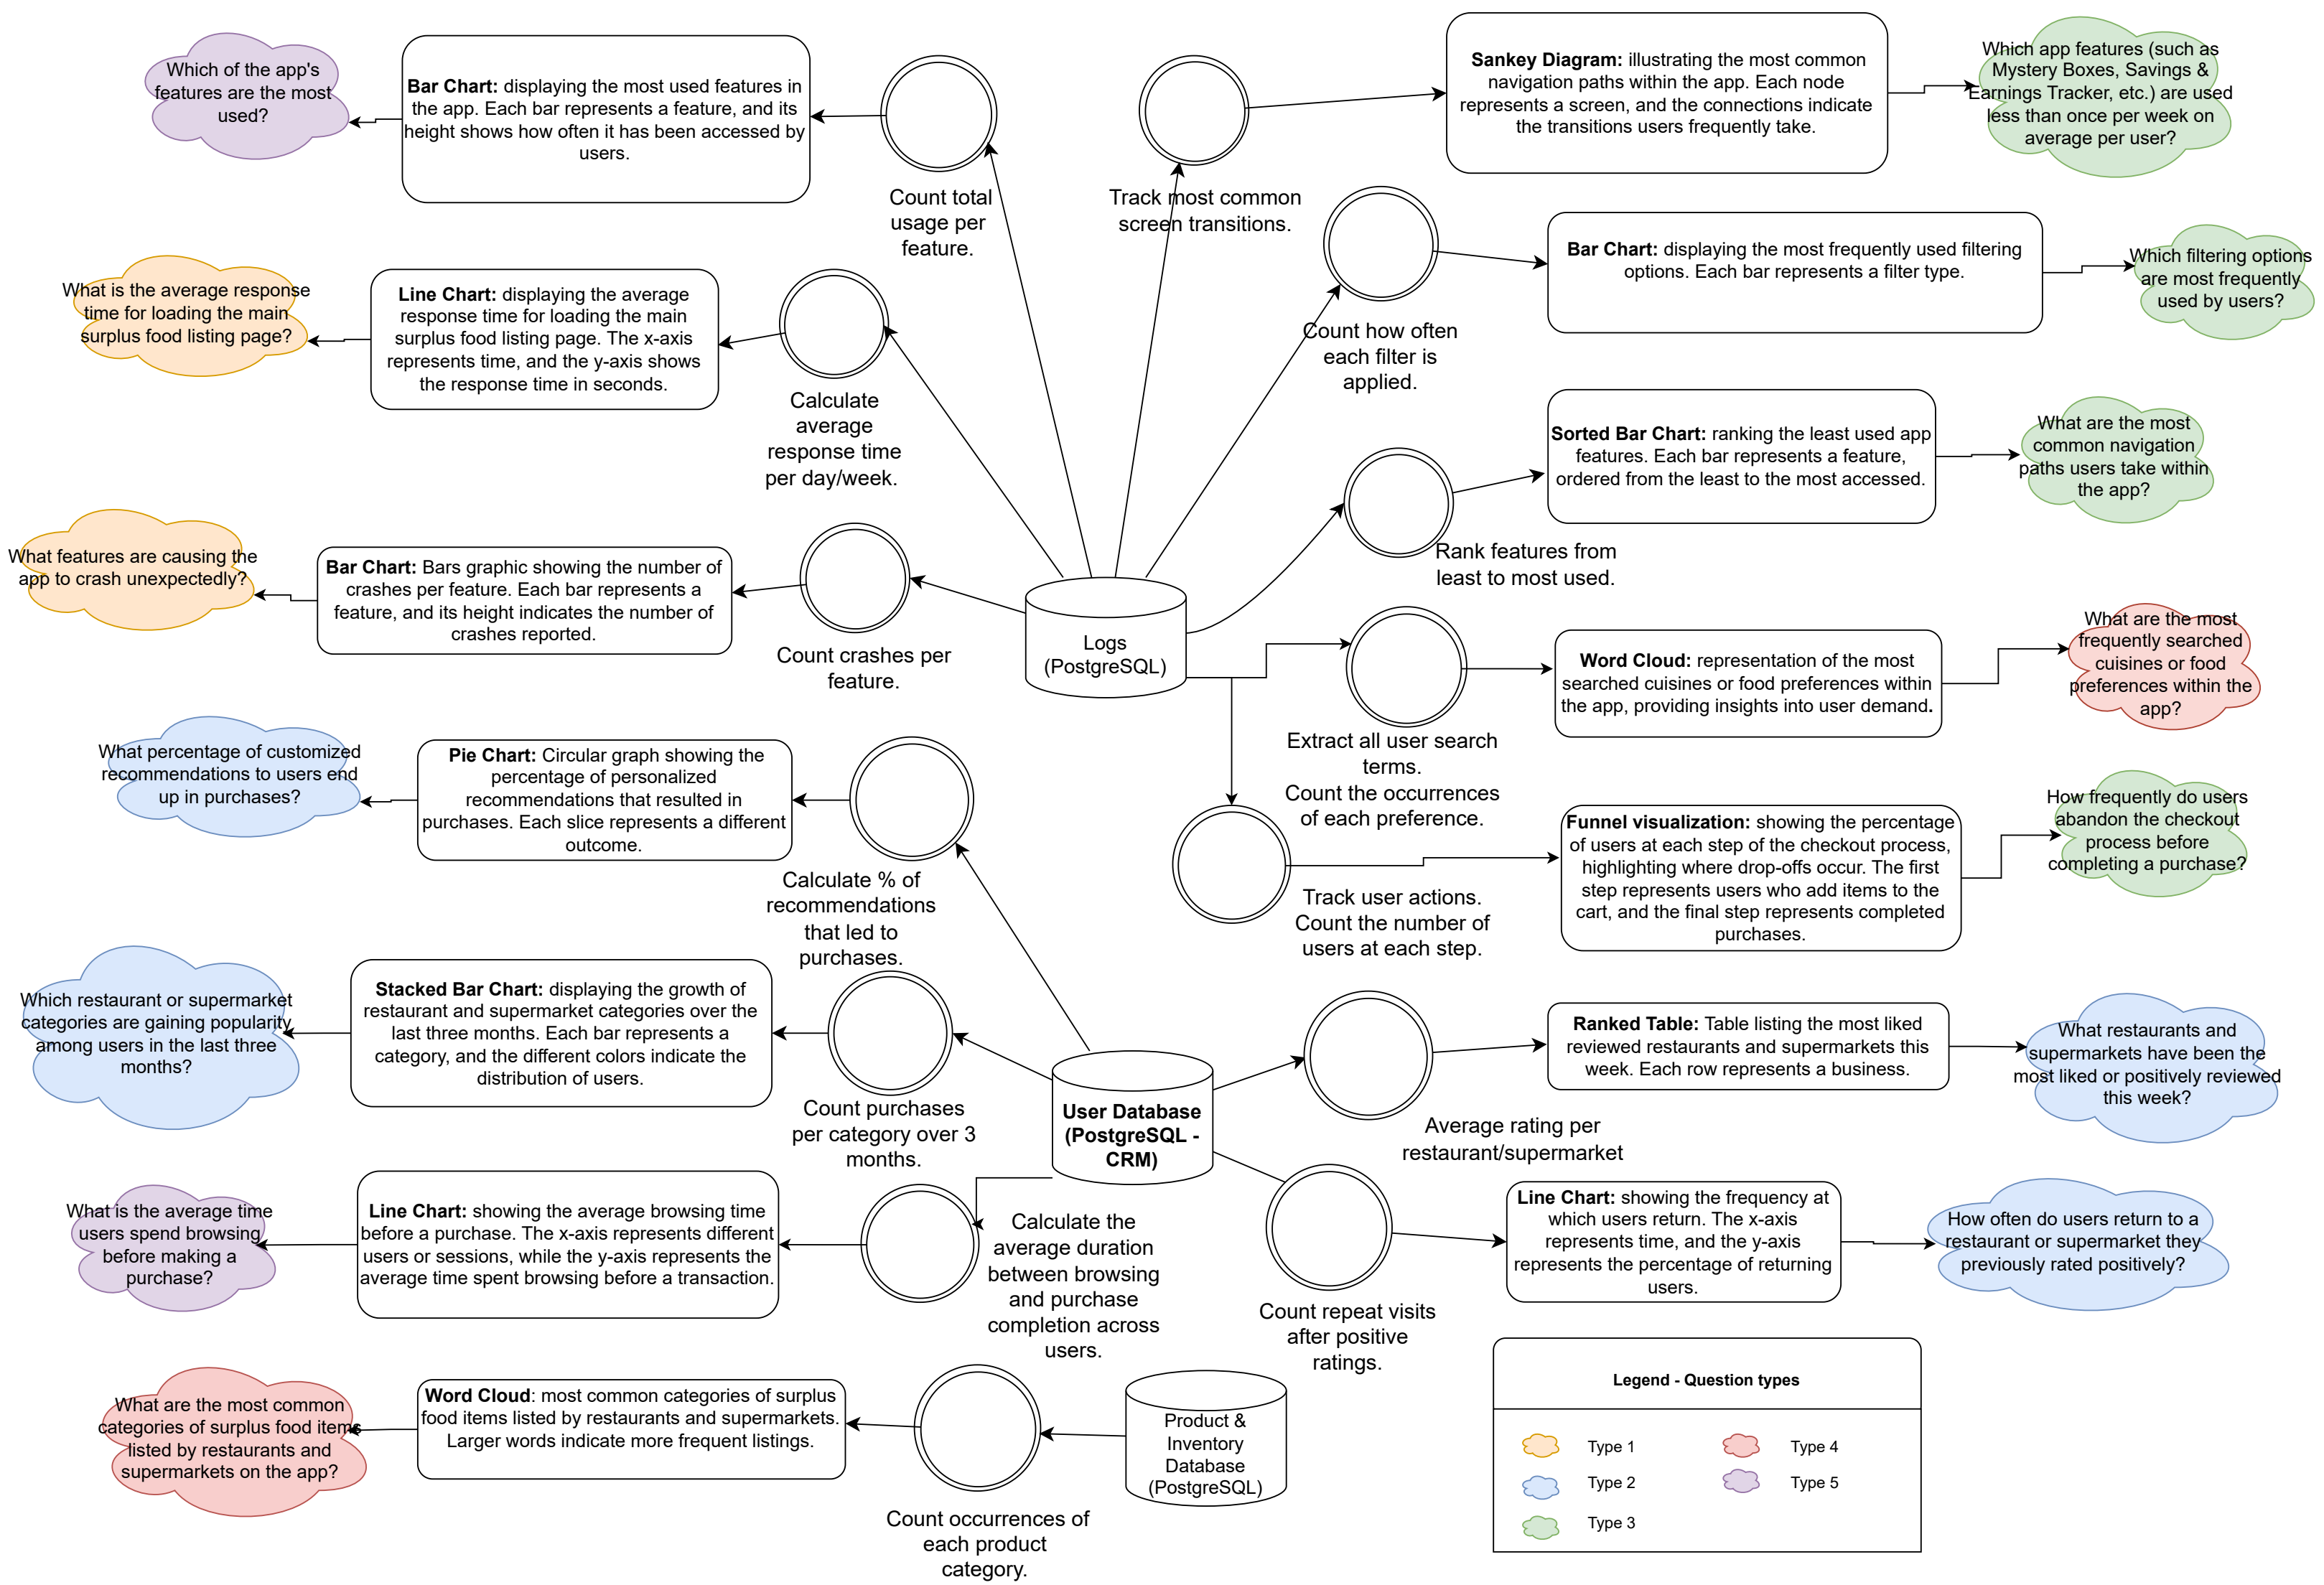 Which of the app's
features are the most
used?
Bar Chart: displaying the most used features in
the app. Each bar represents a feature, and its
height shows how often it has been accessed by
users.
Count total
usage per
feature.
Track most common
screen transitions.
Sankey Diagram: illustrating the most common
navigation paths within the app. Each node
represents a screen, and the connections indicate
the transitions users frequently take.
Which app features (such as
Mystery Boxes, Savings &
Earnings Tracker, etc.) are used
less than once per week on
average per user?
What is the average response
time for loading the main
surplus food listing page?
Line Chart: displaying the average
response time for loading the main
surplus food listing page. The x-axis
represents time, and the y-axis shows
the response time in seconds.
Calculate
average
response time
per day/week.
Count how often
each filter is
applied.
Bar Chart: displaying the most frequently used filtering
options. Each bar represents a filter type.
Which filtering options
are most frequently
used by users?
Sorted Bar Chart: ranking the least used app
features. Each bar represents a feature,
ordered from the least to the most accessed.
What are the most
common navigation
paths users take within
the app?
Rank features from
least to most used.
What features are causing the
app to crash unexpectedly?
Bar Chart: Bars graphic showing the number of
crashes per feature. Each bar represents a
feature, and its height indicates the number of
crashes reported.
Count crashes per
feature.
Logs
(PostgreSQL)
Extract all user search
terms.
Count the occurrences
of each preference.
Word Cloud: representation of the most
searched cuisines or food preferences within
the app, providing insights into user demand.
What are the most
frequently searched
cuisines or food
preferences within the
app?
What percentage of customized
recommendations to users end
up in purchases?
Pie Chart: Circular graph showing the
percentage of personalized
recommendations that resulted in
purchases. Each slice represents a different
outcome.
Calculate % of
recommendations
that led to
purchases.
Track user actions.
Count the number of
users at each step.
Funnel visualization: showing the percentage
of users at each step of the checkout process,
highlighting where drop-offs occur. The first
step represents users who add items to the
cart, and the final step represents completed
purchases.
How frequently do users
abandon the checkout
process before
completing a purchase?
Which restaurant or supermarket
categories are gaining popularity
among users in the last three
months?
Stacked Bar Chart: displaying the growth of
restaurant and supermarket categories over the
last three months. Each bar represents a
category, and the different colors indicate the
distribution of users.
Count purchases
per category over 3
months.
User Database
(PostgreSQL -
CRM)
Average rating per
restaurant/supermarket
Ranked Table: Table listing the most liked
reviewed restaurants and supermarkets this
week. Each row represents a business.
What restaurants and
supermarkets have been the
most liked or positively reviewed
this week?
What is the average time
users spend browsing
before making a
purchase?
Line Chart: showing the average browsing time
before a purchase. The x-axis represents different
users or sessions, while the y-axis represents the
average time spent browsing before a transaction.
Calculate the
average duration
between browsing
and purchase
completion across
users.
Count repeat visits
after positive
ratings.
Line Chart: showing the frequency at
which users return. The x-axis
represents time, and the y-axis
represents the percentage of returning
users.
How often do users return to a
restaurant or supermarket they
previously rated positively?
What are the most common
categories of surplus food items
listed by restaurants and
supermarkets on the app?
Word Cloud: most common categories of surplus
food items listed by restaurants and supermarkets.
Larger words indicate more frequent listings.
Count occurrences of
each product
category.
Product &
Inventory
Database
(PostgreSQL)
Legend - Question types
Type 1
Type 2
Type 3
Type 4
Type 5